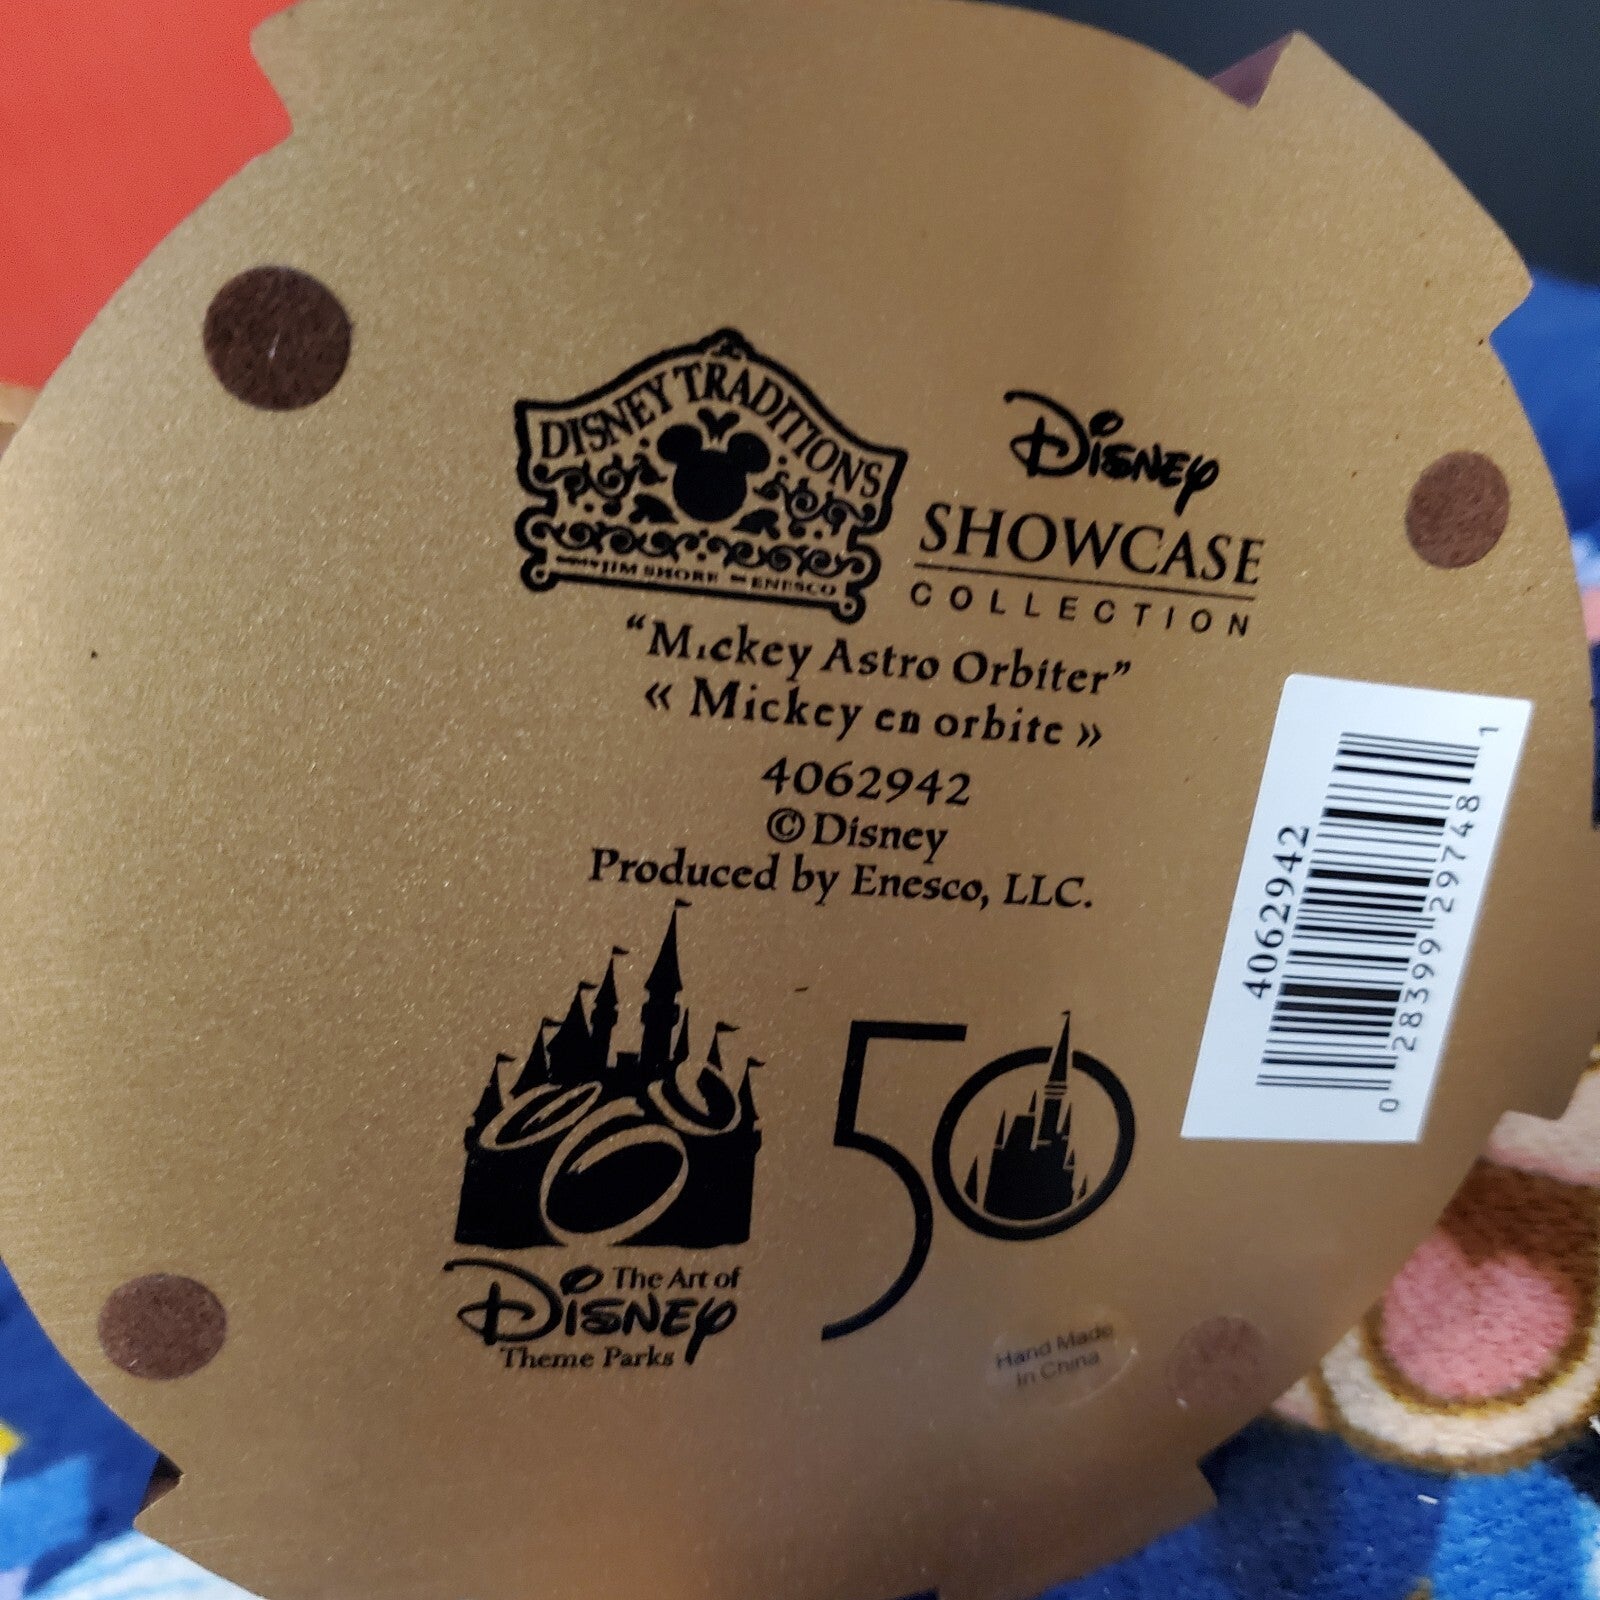 DISNEY TRADITIONS
JIM SHORE
ENESCO
Disney
SHOWCASE
COLLECTION
“Mickey Astro Orbiter”
« Mickey en orbite »
4062942
© Disney
Produced by Enesco, LLC.
4062942
0 28399 29748 1
50
The Art of
Disney
Theme Parks
Hand Made
In China